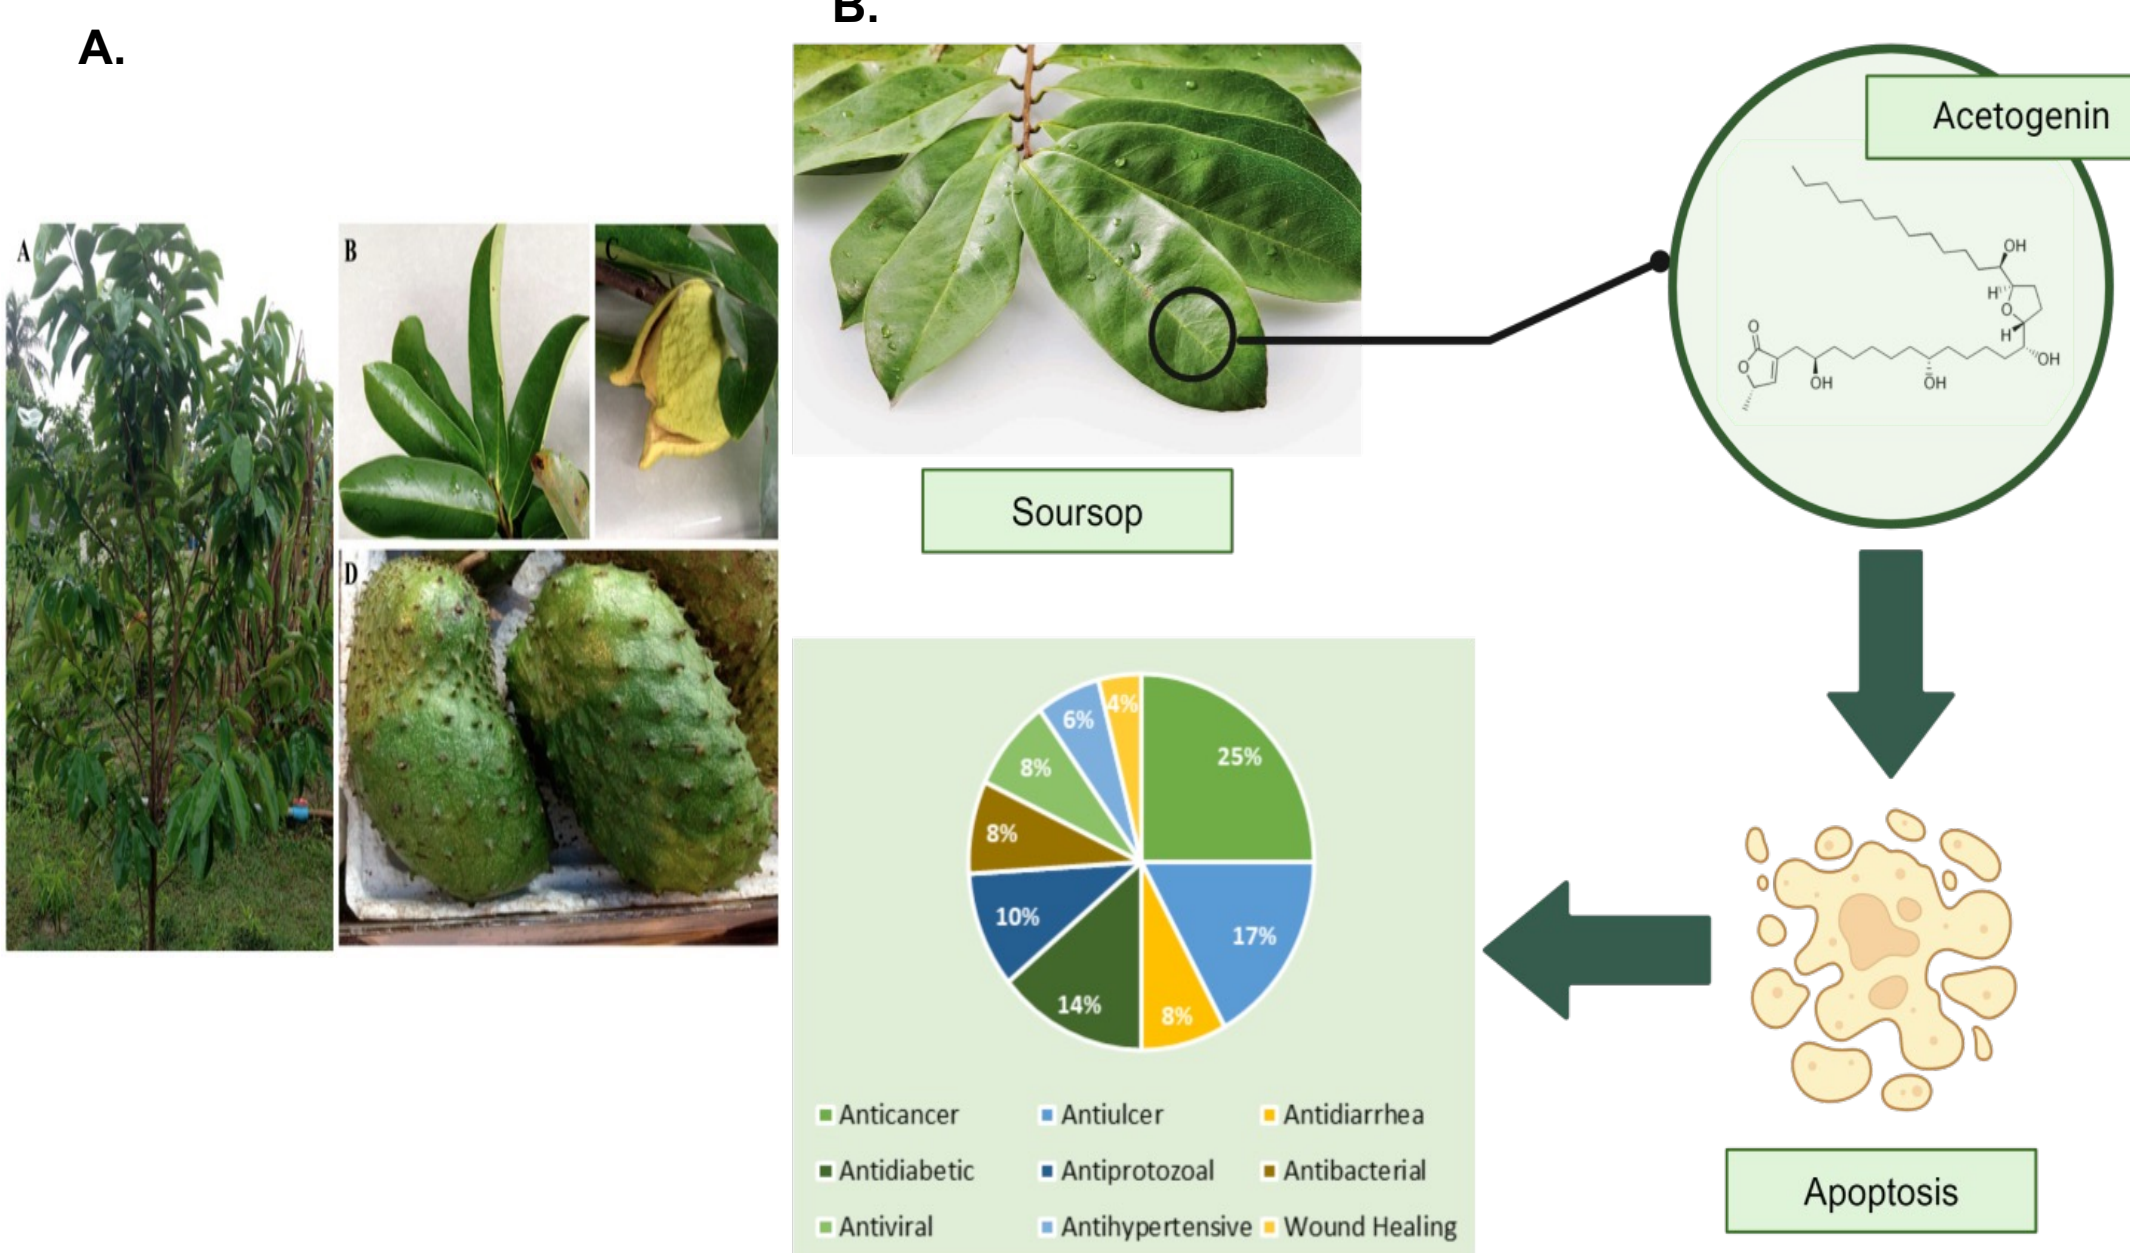 A.
B.
A
B
C
D
Soursop
Acetogenin
OH
H
O
H
OH
O
O
OH
OH
25%
17%
8%
14%
10%
8%
8%
6%
4%
Anticancer Antiulcer Antidiarrhea
Antidiabetic Antiprotozoal Antibacterial
Antiviral Antihypertensive Wound Healing
Apoptosis